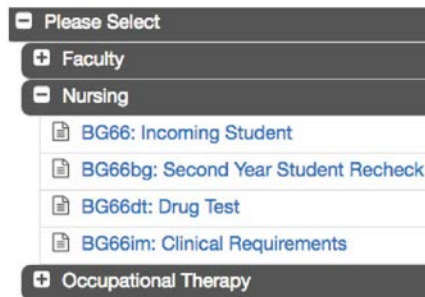 Please Select
Faculty
Nursing
BG66: Incoming Student
BG66bg: Second Year Student Recheck
BG66dt: Drug Test
BG66im: Clinical Requirements
Occupational Therapy